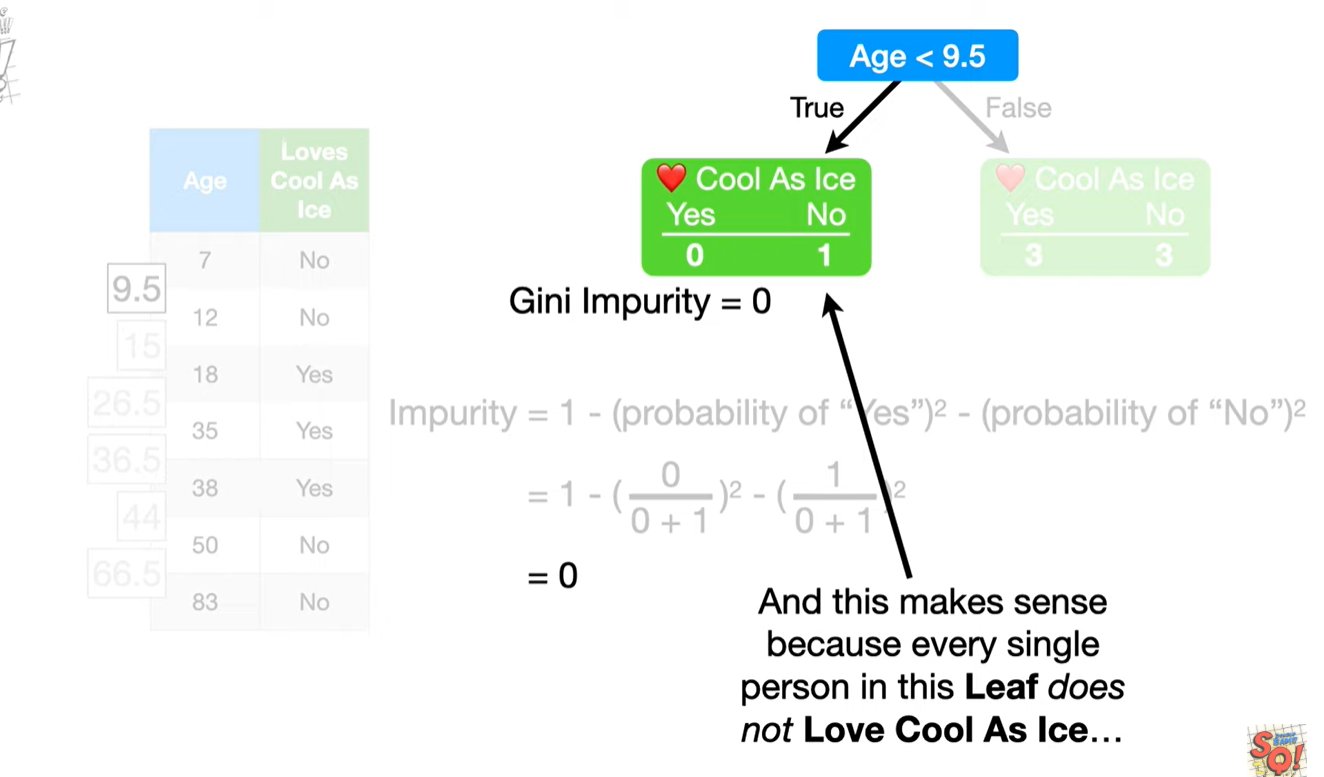 Age < 9.5
True
False
❤️ Cool As Ice
Yes No
0 1
❤️ Cool As Ice
Yes No
3 3
Gini Impurity = 0
Age
Loves
Cool As
Ice
7 No
9.5
12 No
15
18 Yes
26.5
35 Yes
36.5
38 Yes
44
50 No
66.5
83 No
Impurity = 1 - (probability of “Yes”)² - (probability of “No”)²
= 1 - (0/(0 + 1))² - (1/(0 + 1))²
= 0
And this makes sense
because every single
person in this Leaf does
not Love Cool As Ice...
SQ!